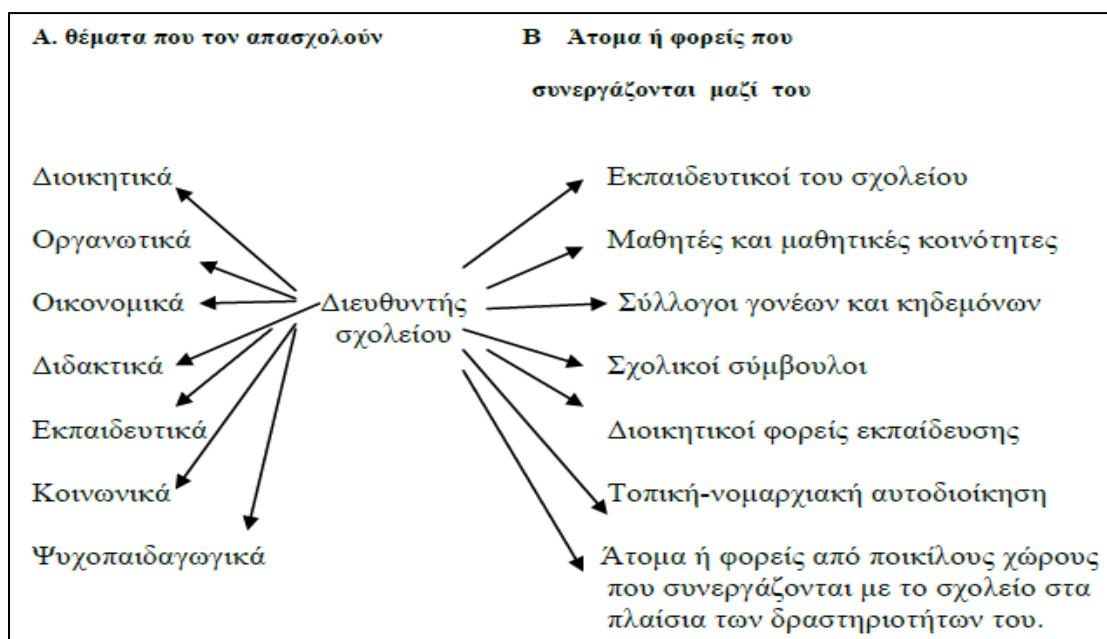 Α. θέματα που τον απασχολούν
Β Άτομα ή φορείς που
συνεργάζονται μαζί του
Διοικητικά
Οργανωτικά
Οικονομικά
Διδακτικά
Εκπαιδευτικά
Κοινωνικά
Ψυχοπαιδαγωγικά
Διευθυντής
σχολείου
Εκπαιδευτικοί του σχολείου
Μαθητές και μαθητικές κοινότητες
Σύλλογοι γονέων και κηδεμόνων
Σχολικοί σύμβουλοι
Διοικητικοί φορείς εκπαίδευσης
Τοπική-νομαρχιακή αυτοδιοίκηση
Άτομα ή φορείς από ποικίλους χώρους
που συνεργάζονται με το σχολείο στα
πλαίσια των δραστηριοτήτων του.